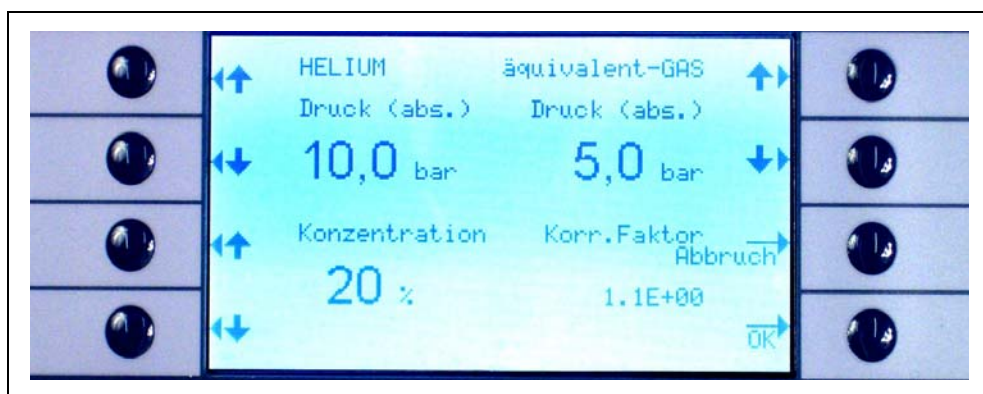 HELIUM äquivalent-GAS
Druck (abs.) Druck (abs.)
10,0 bar 5,0 bar
Konzentration Korr.Faktor
Abbruch
20 % 1.1E+00
OK